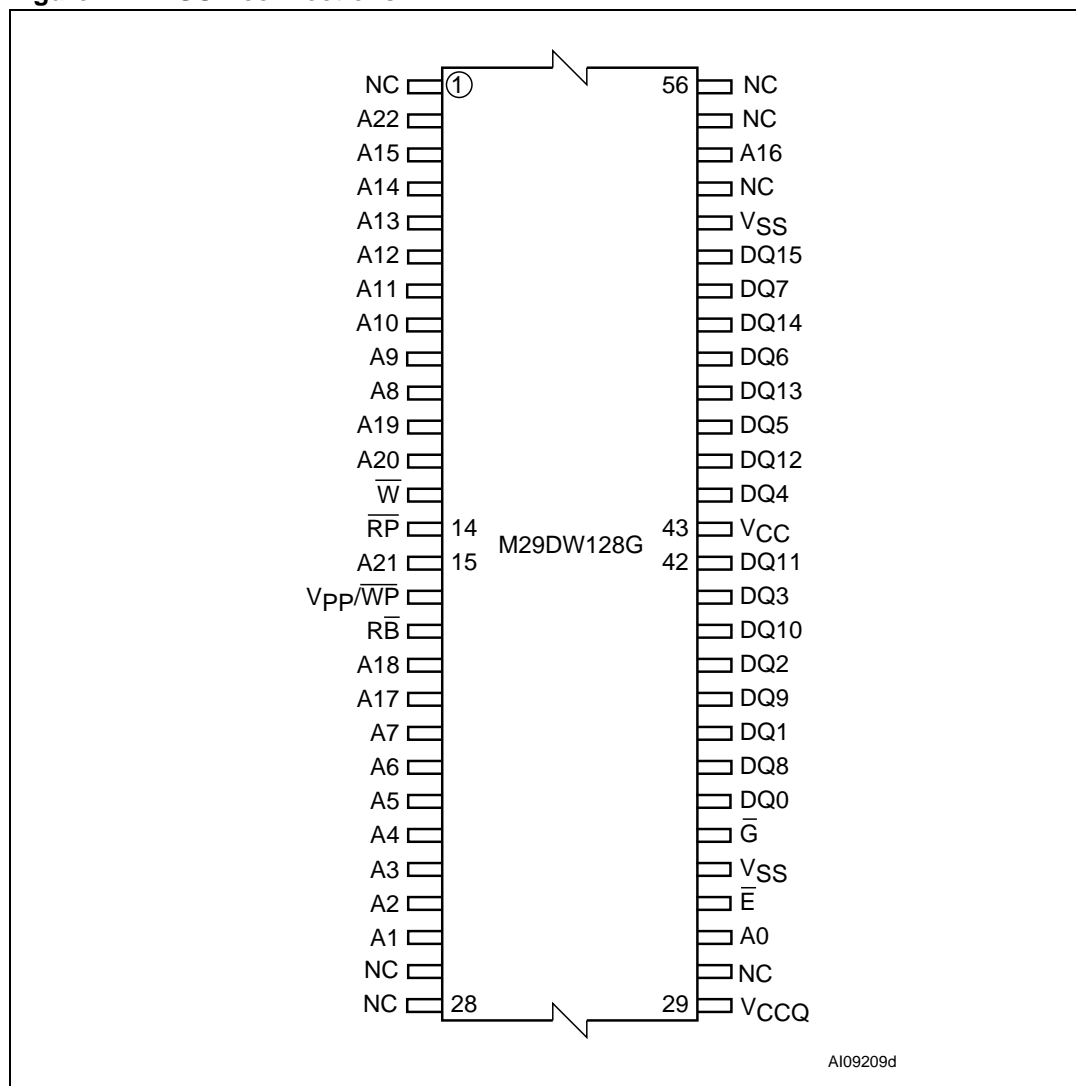 NC 1 56 NC
A22 NC
A15 A16
A14 NC
A13 VSS
A12 DQ15
A11 DQ7
A10 DQ14
A9 DQ6
A8 DQ13
A19 DQ5
A20 DQ12
W̅ DQ4
R̅P̅ 14 43 VCC
M29DW128G
A21 15 42 DQ11
VPP/W̅P̅ DQ3
RB̅ DQ10
A18 DQ2
A17 DQ9
A7 DQ1
A6 DQ8
A5 DQ0
A4 G̅
A3 VSS
A2 E̅
A1 A0
NC NC
NC 28 29 VCCQ
AI09209d